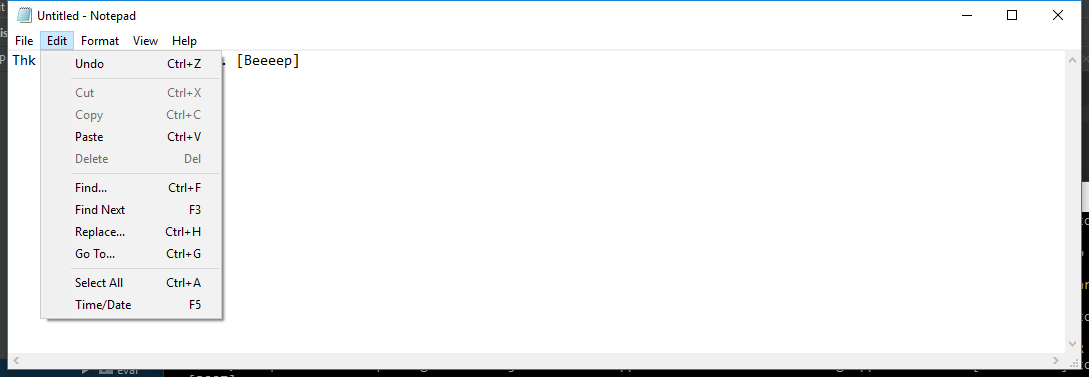 Untitled - Notepad
File Edit Format View Help
Thk . [Beeeep]
Undo Ctrl+Z
Cut Ctrl+X
Copy Ctrl+C
Paste Ctrl+V
Delete Del
Find... Ctrl+F
Find Next F3
Replace... Ctrl+H
Go To... Ctrl+G
Select All Ctrl+A
Time/Date F5
eval